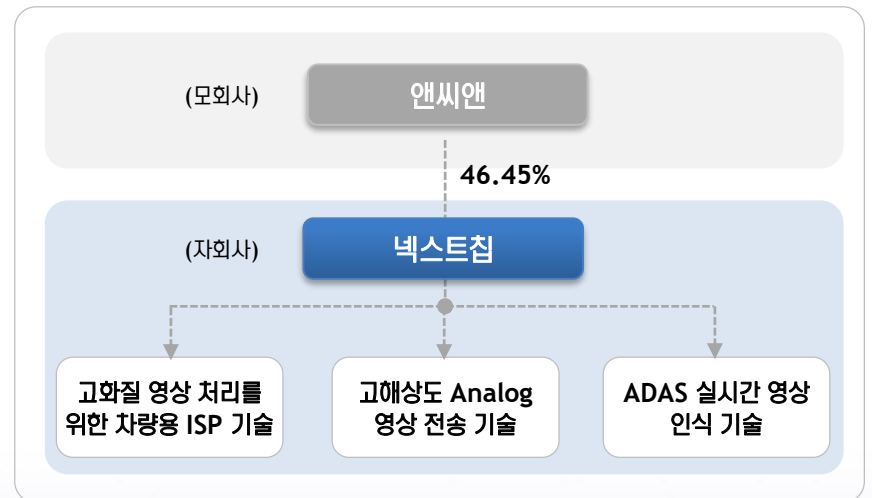 (모회사)
앤씨앤
46.45%
(자회사)
넥스트칩
고화질 영상 처리를
위한 차량용 ISP 기술
고해상도 Analog
영상 전송 기술
ADAS 실시간 영상
인식 기술